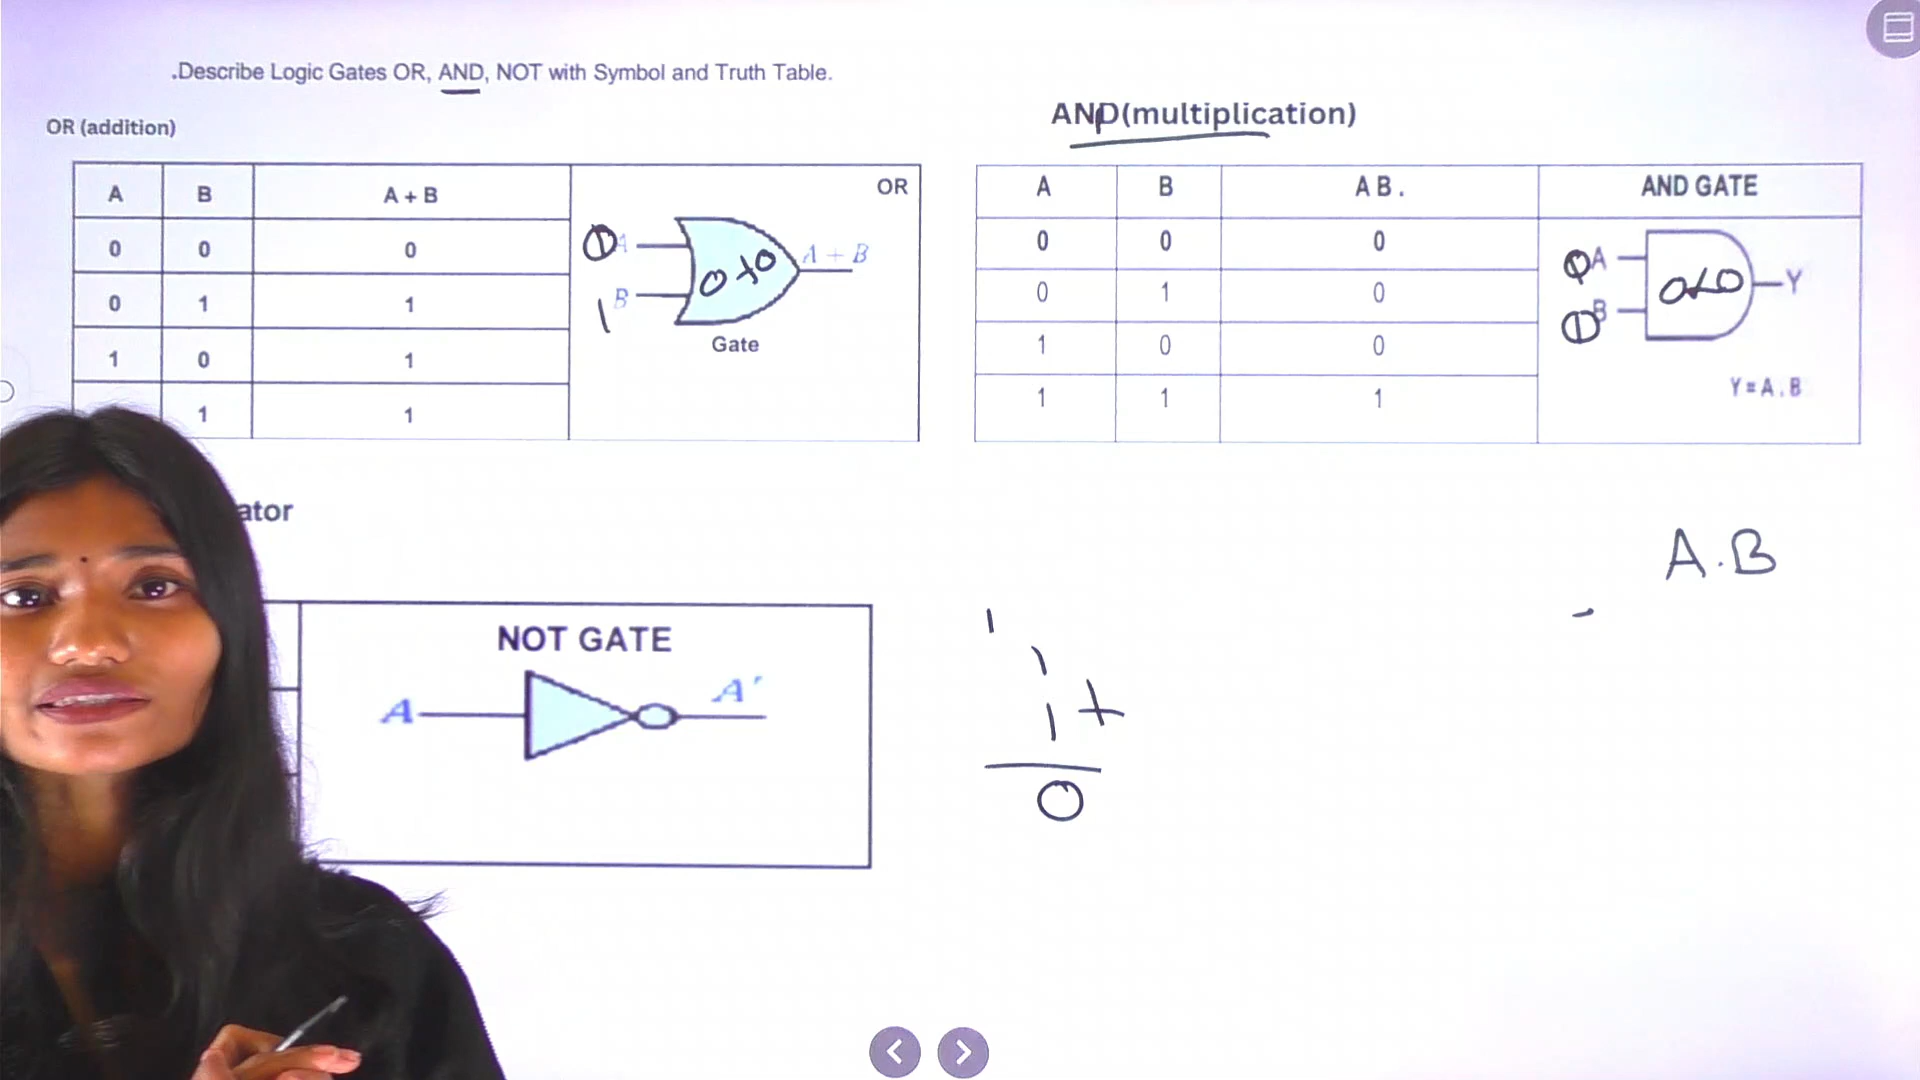 .Describe Logic Gates OR, AND, NOT with Symbol and Truth Table.
OR (addition)
A B A + B OR
0 0 0
0 1 1
1 0 1
1 1
A
B
A + B
Gate
1
1
0+0
AND(multiplication)
A B A B . AND GATE
0 0 0
0 1 0
1 0 0
1 1 1
A
B
Y
Y = A . B
ator
NOT GATE
A A'
A.B
1
1
1 +
0